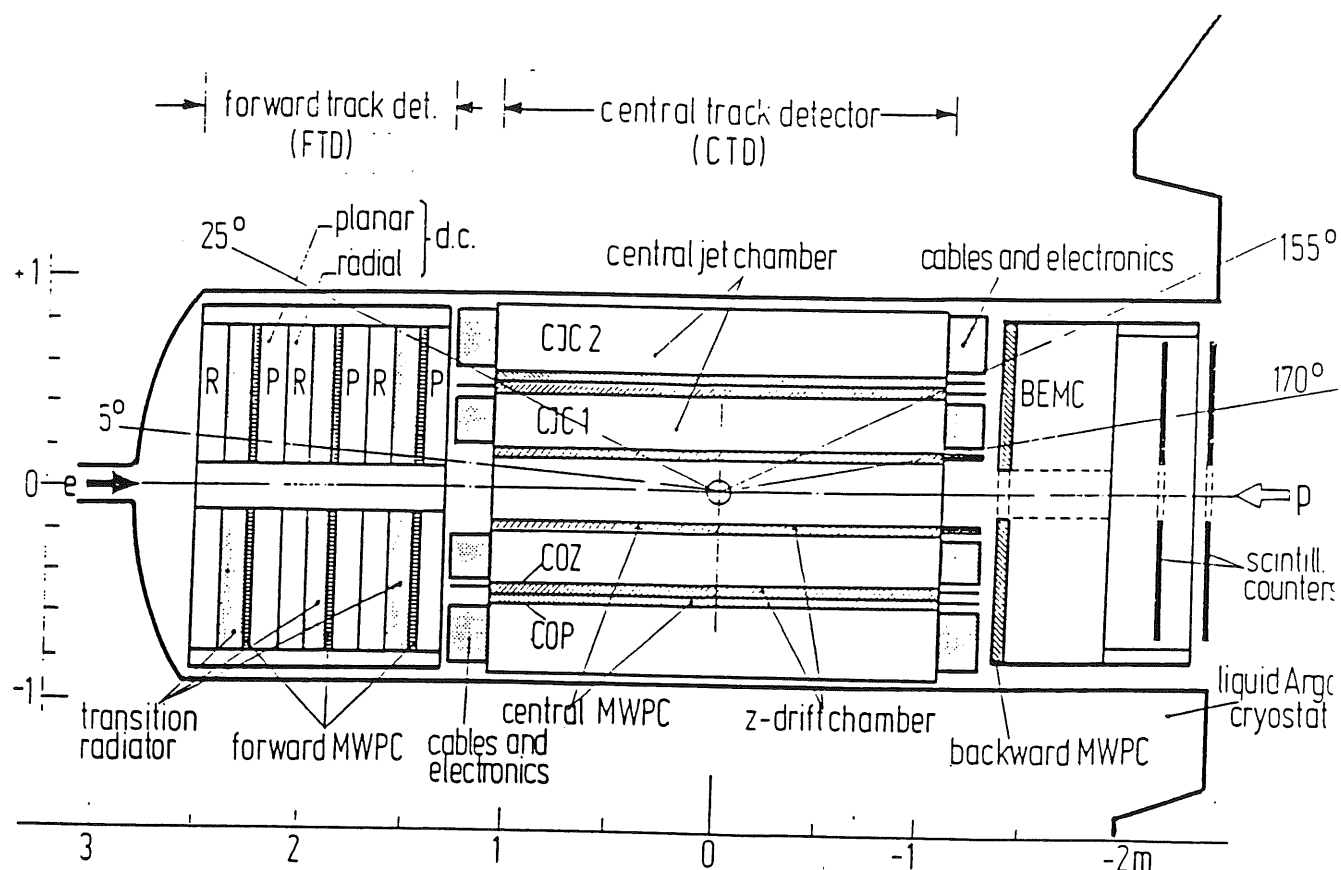 forward track det.
(FTD)
central track detector
(CTD)
planar
radial
d.c.
25°
central jet chamber
cables and electronics
155°
+1
CJC 2
R
P
R
P
R
P
BEMC
170°
5°
CJC 1
0
e
p
COZ
COP
scintill.
counters
-1
transition
radiator
forward MWPC
cables and
electronics
central MWPC
z-drift chamber
backward MWPC
liquid Argo
cryostat
3
2
1
0
-1
-2m